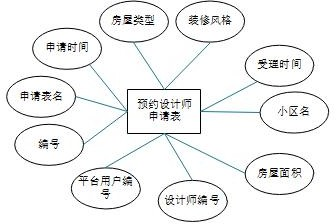 房屋类型
装修风格
申请时间
受理时间
申请表名
预约设计师
申请表
小区名
编号
平台用户编
号
设计师编号
房屋面积